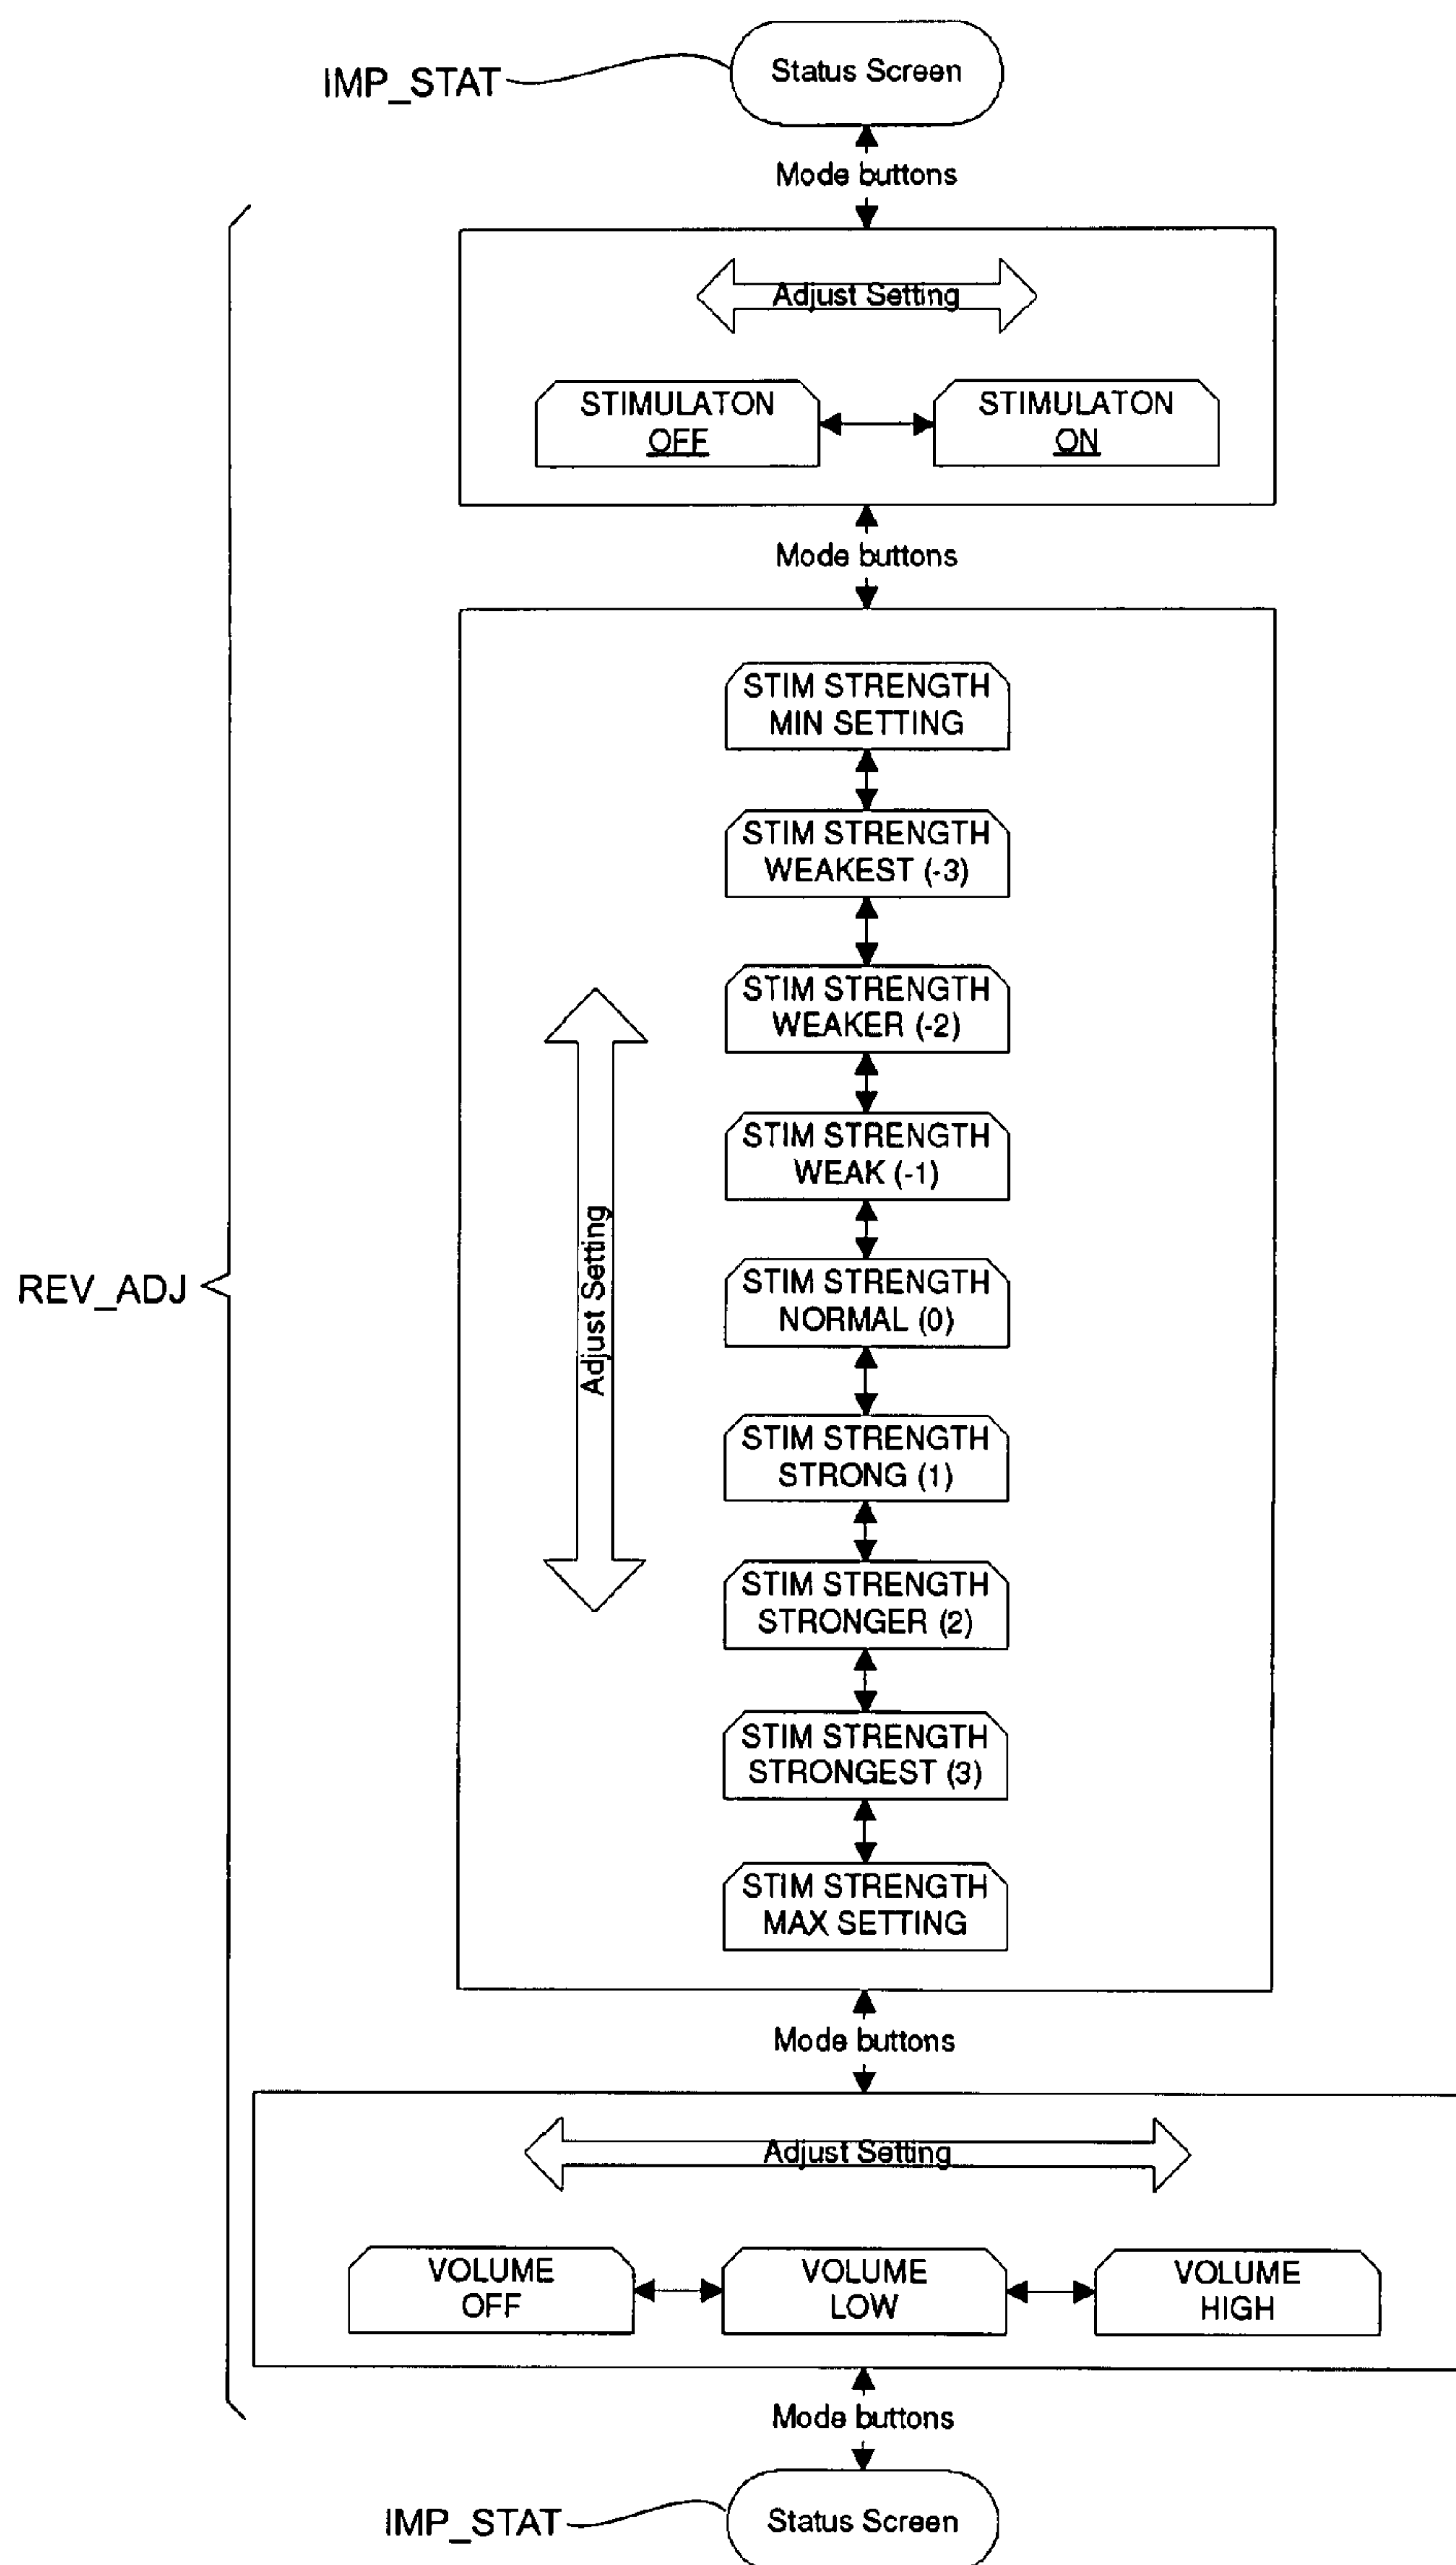 IMP_STAT
Status Screen
Mode buttons
Adjust Setting
STIMULATON
OFF
STIMULATON
ON
Mode buttons
STIM STRENGTH
MIN SETTING
STIM STRENGTH
WEAKEST (-3)
STIM STRENGTH
WEAKER (-2)
STIM STRENGTH
WEAK (-1)
REV_ADJ
Adjust Setting
STIM STRENGTH
NORMAL (0)
STIM STRENGTH
STRONG (1)
STIM STRENGTH
STRONGER (2)
STIM STRENGTH
STRONGEST (3)
STIM STRENGTH
MAX SETTING
Mode buttons
Adjust Setting
VOLUME
OFF
VOLUME
LOW
VOLUME
HIGH
Mode buttons
IMP_STAT
Status Screen